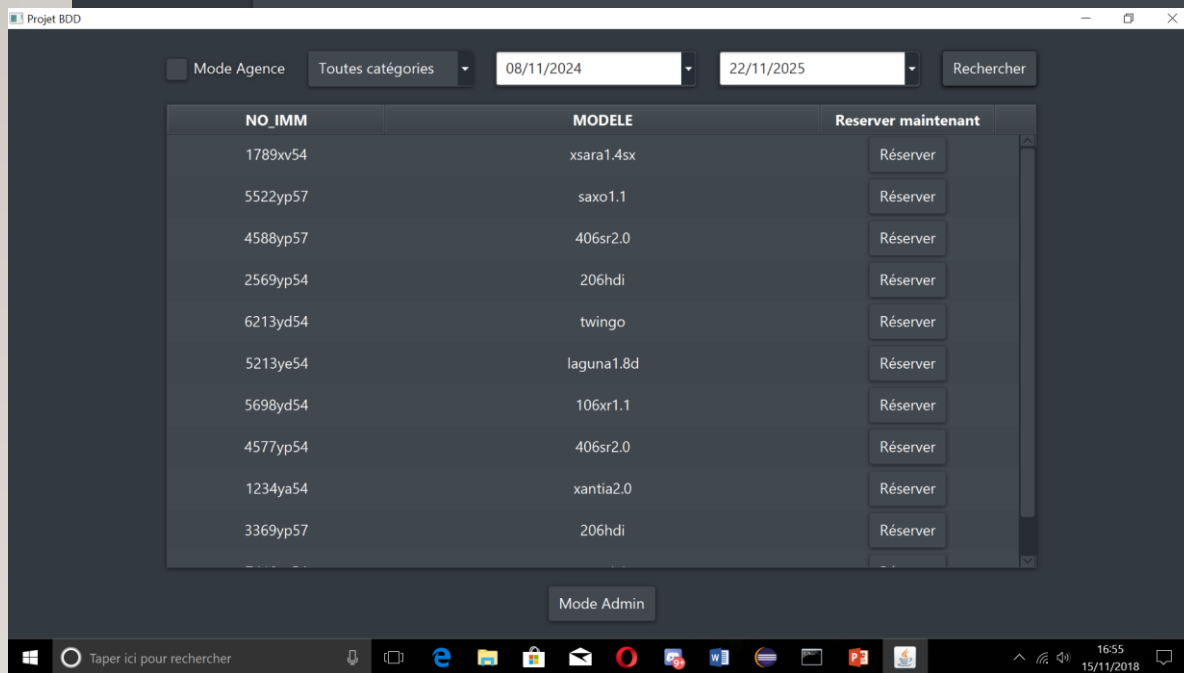 Projet BDD
Mode Agence Toutes catégories 08/11/2024 22/11/2025 Rechercher
NO_IMM MODELE Reserver maintenant
1789xv54 xsara1.4sx Réserver
5522yp57 saxo1.1 Réserver
4588yp57 406sr2.0 Réserver
2569yp54 206hdi Réserver
6213yd54 twingo Réserver
5213ye54 laguna1.8d Réserver
5698yd54 106xr1.1 Réserver
4577yp54 406sr2.0 Réserver
1234ya54 xantia2.0 Réserver
3369yp57 206hdi Réserver
Mode Admin
Taper ici pour rechercher 16:55
15/11/2018